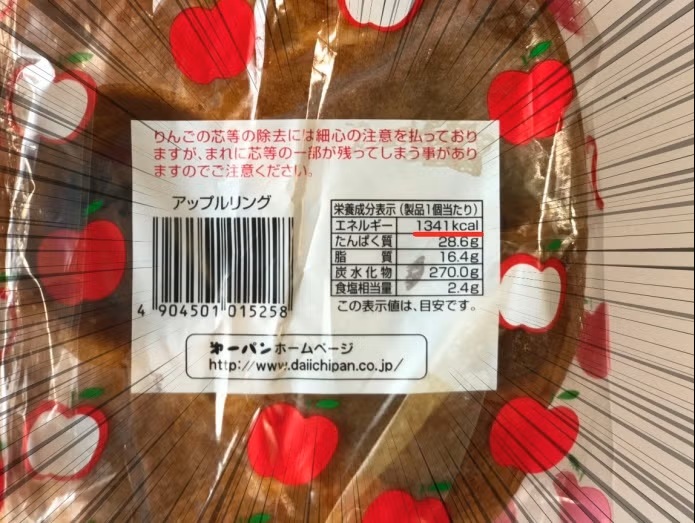 りんごの芯等の除去には細心の注意を払っており
ますが、まれに芯等の一部が残ってしまう事があり
ますのでご注意ください。
アップルリング
4 904501 015258
栄養成分表示(製品1個当たり)
エネルギー 1341kcal
たんぱく質 28.6g
脂質 16.4g
炭水化物 270.0g
食塩相当量 2.4g
この表示値は、目安です。
第一パンホームページ
http://www.daiichipan.co.jp/